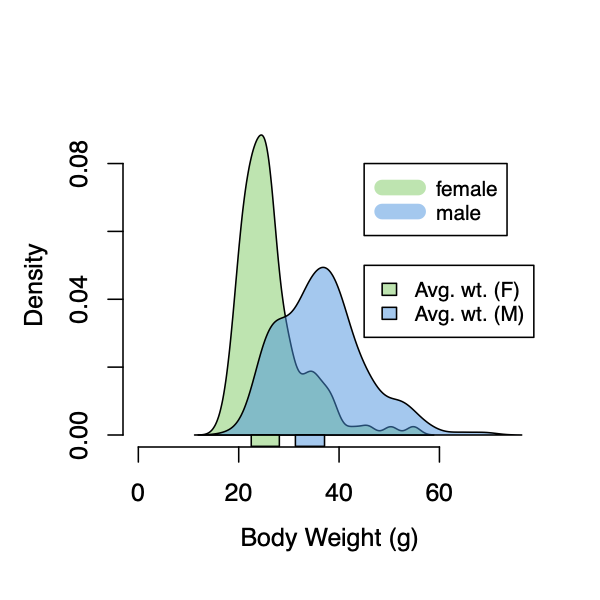 Density
0.08
0.04
0.00
female
male
Avg. wt. (F)
Avg. wt. (M)
0 20 40 60
Body Weight (g)